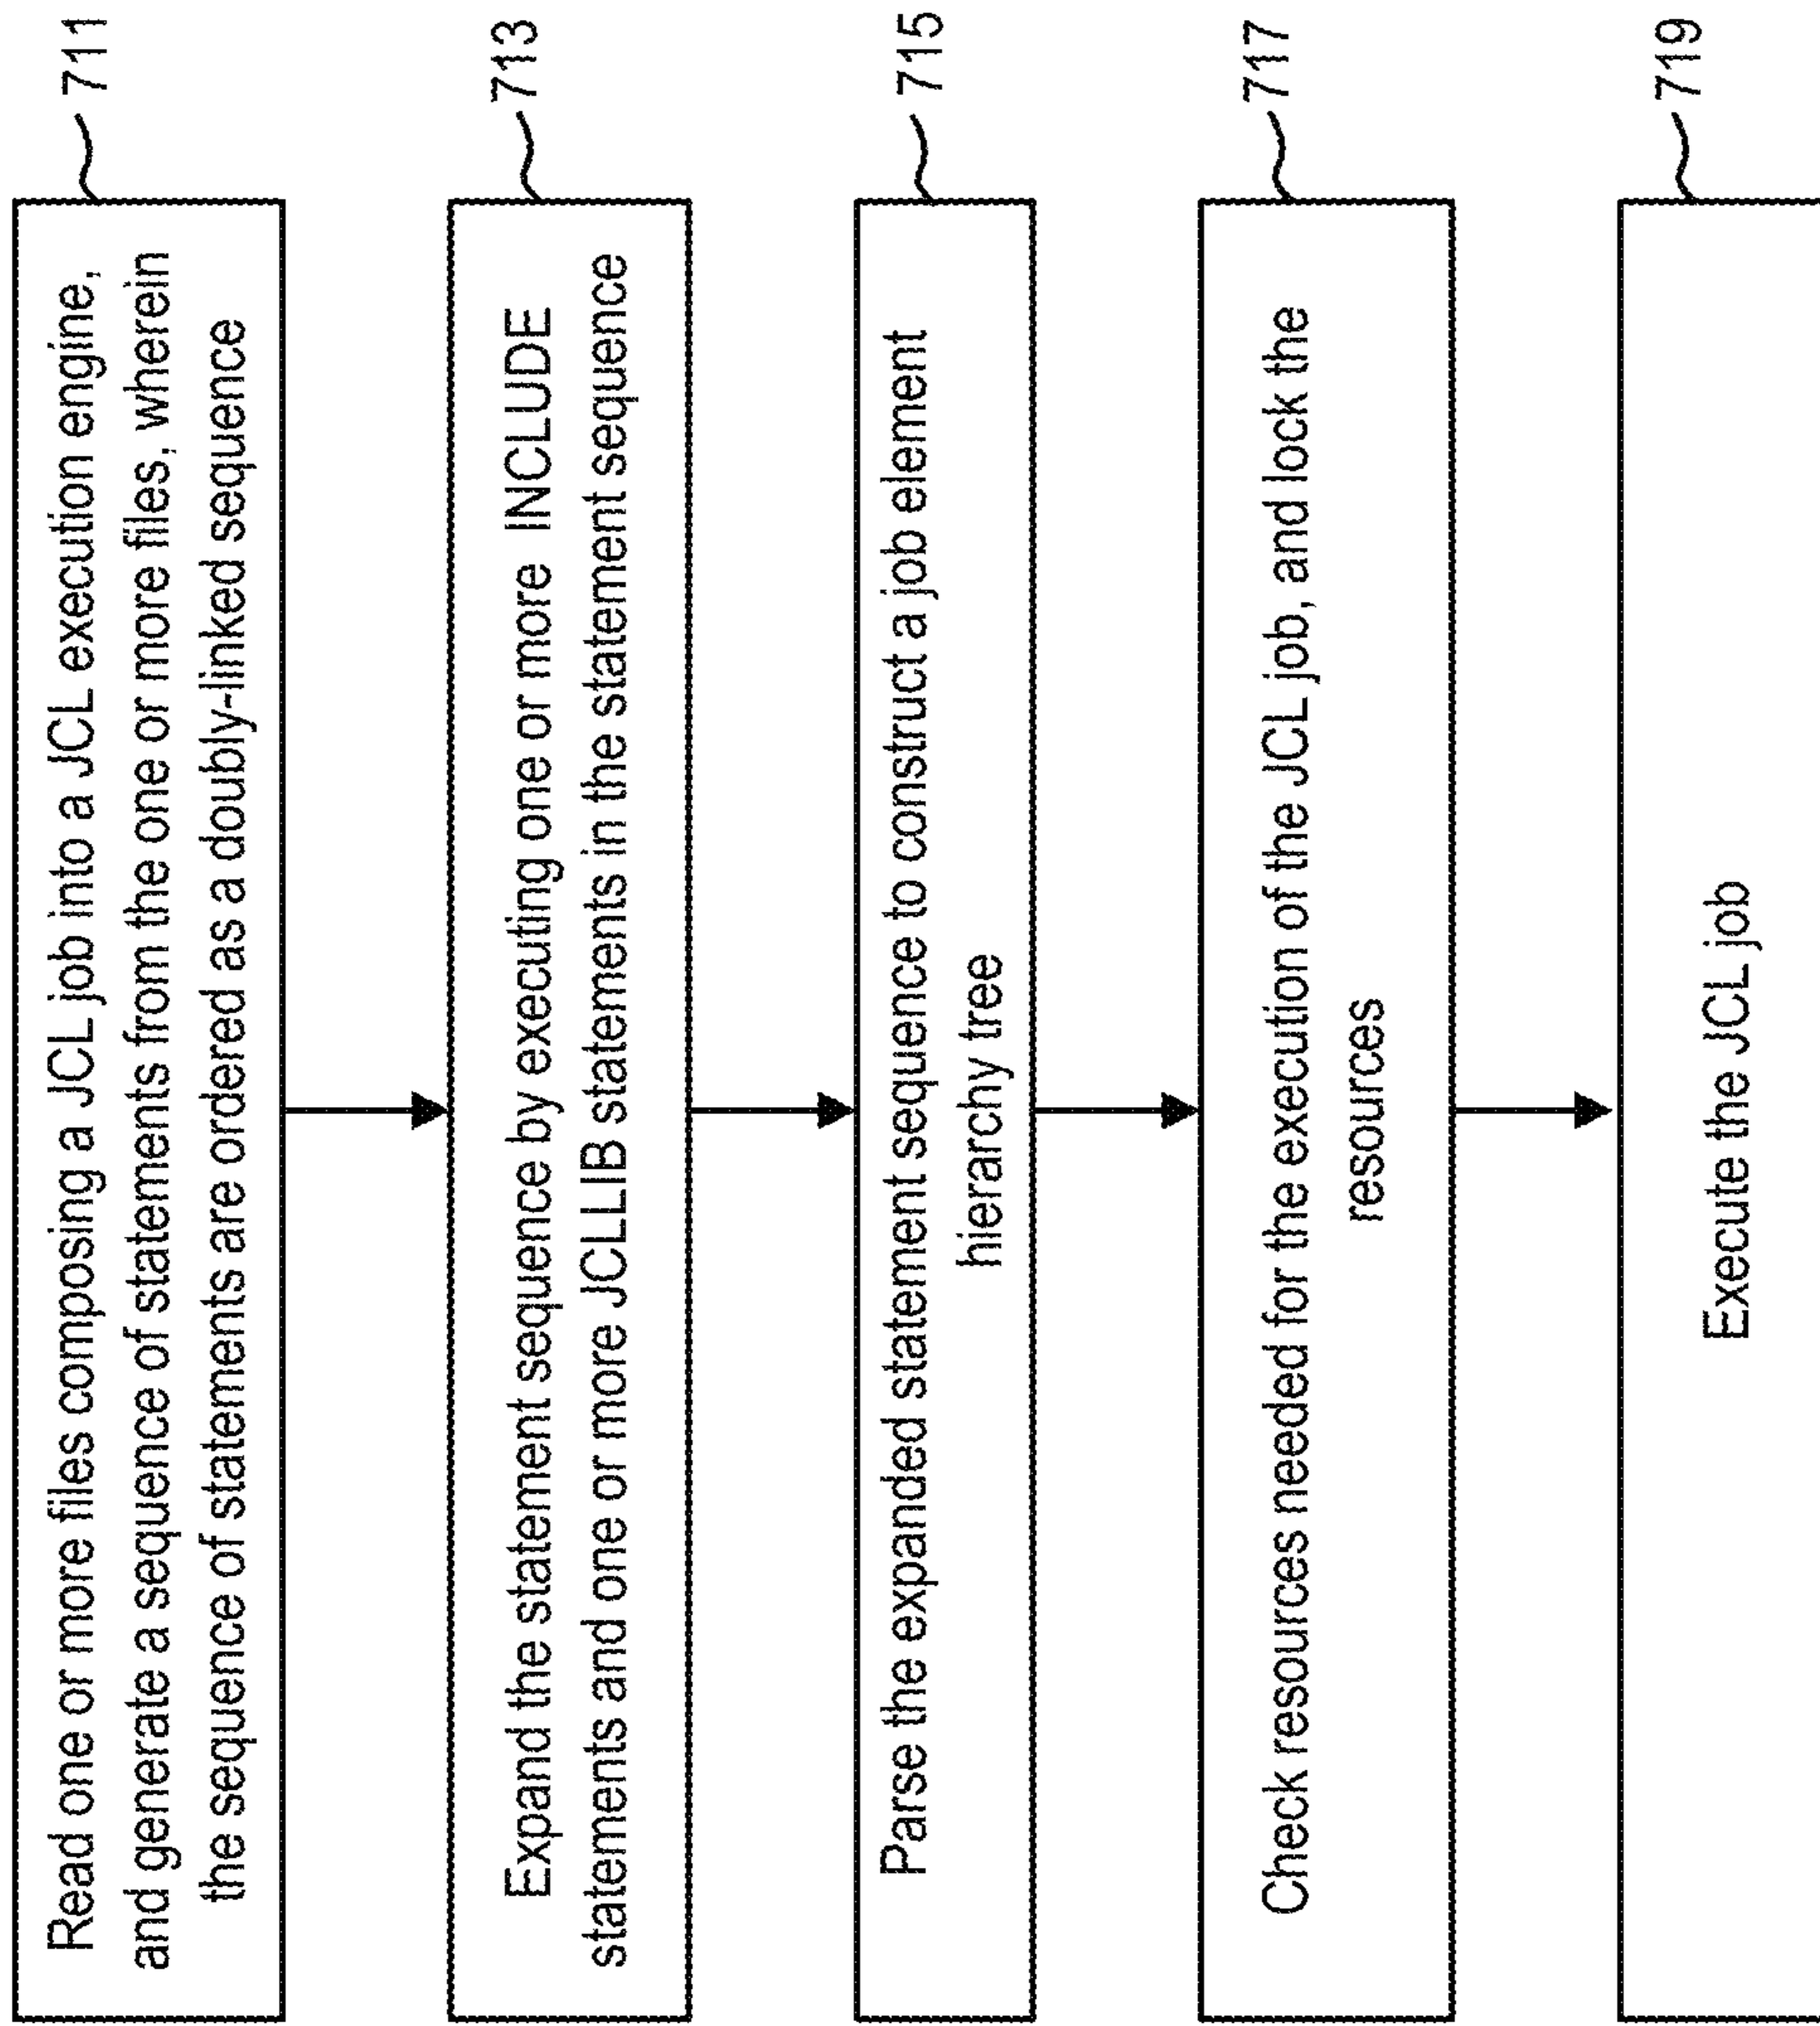 Read one or more files composing a JCL job into a JCL execution engine,
and generate a sequence of statements from the one or more files, wherein
the sequence of statements are ordered as a doubly-linked sequence
711
Expand the statement sequence by executing one or more INCLUDE
statements and one or more JCLLIB statements in the statement sequence
713
Parse the expanded statement sequence to construct a job element
hierarchy tree
715
Check resources needed for the execution of the JCL job, and lock the
resources
717
Execute the JCL job
719